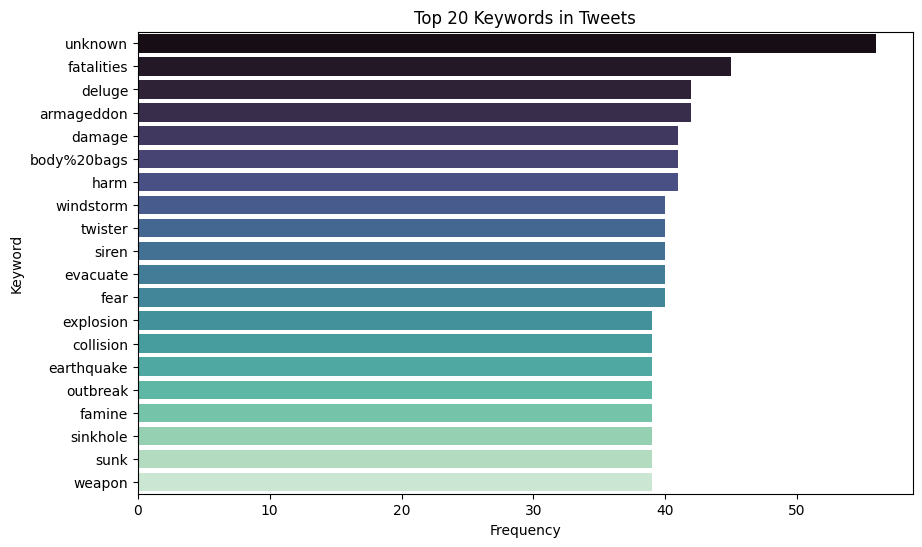 Top 20 Keywords in Tweets
unknown
fatalities
deluge
armageddon
damage
body%20bags
harm
windstorm
twister
siren
evacuate
fear
explosion
collision
earthquake
outbreak
famine
sinkhole
sunk
weapon
Keyword
0 10 20 30 40 50
Frequency